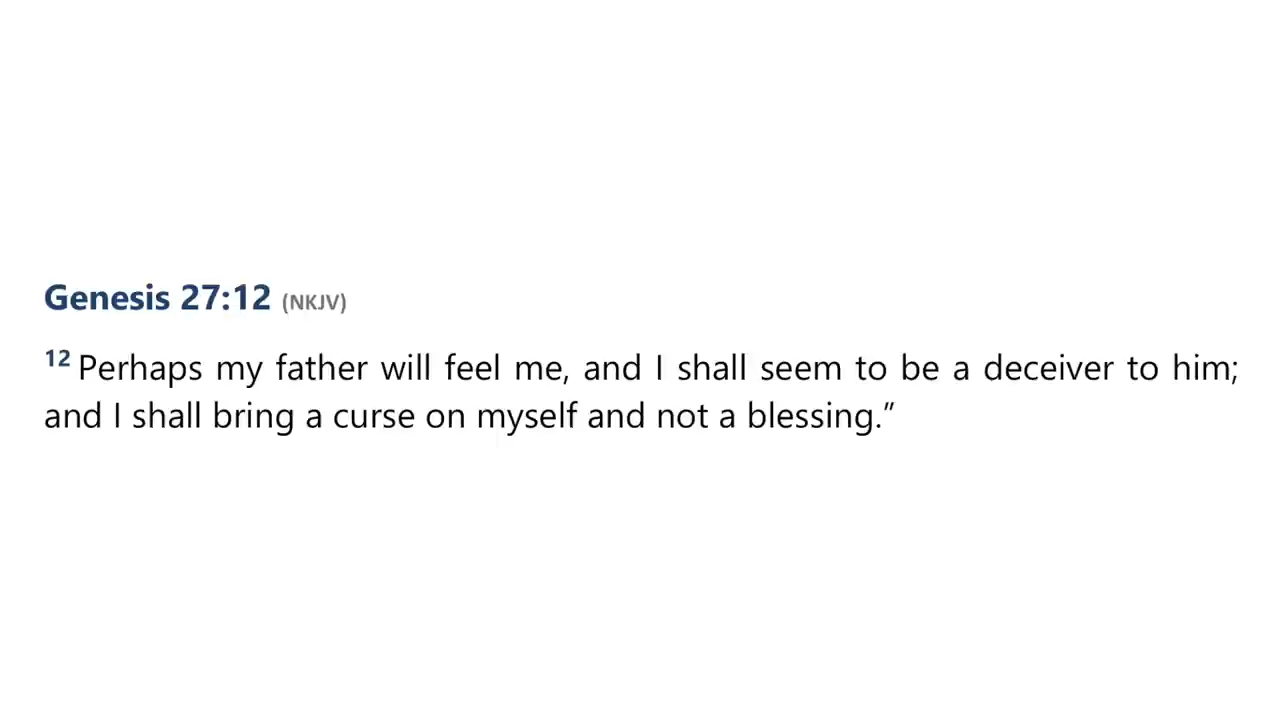 Genesis 27:12 (NKJV)
12 Perhaps my father will feel me, and I shall seem to be a deceiver to him;
and I shall bring a curse on myself and not a blessing.”